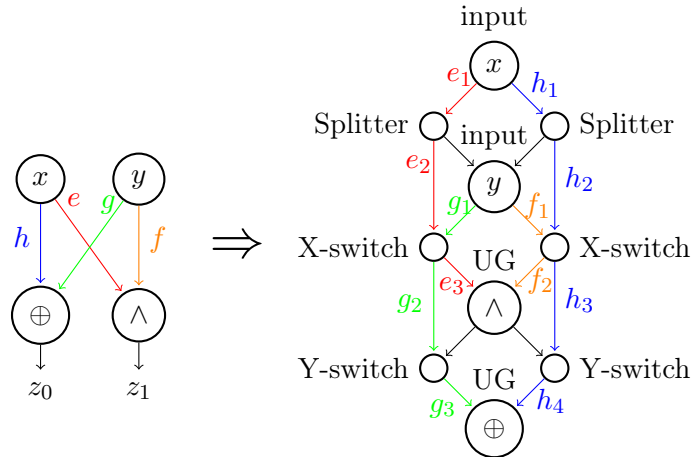 x
y
e
g
h
f
⊕
∧
z₀
z₁
⇒
input
x
e₁
h₁
Splitter
input
Splitter
e₂
y
h₂
g₁
f₁
X-switch
UG
X-switch
g₂
e₃
f₂
h₃
∧
Y-switch
UG
Y-switch
g₃
h₄
⊕